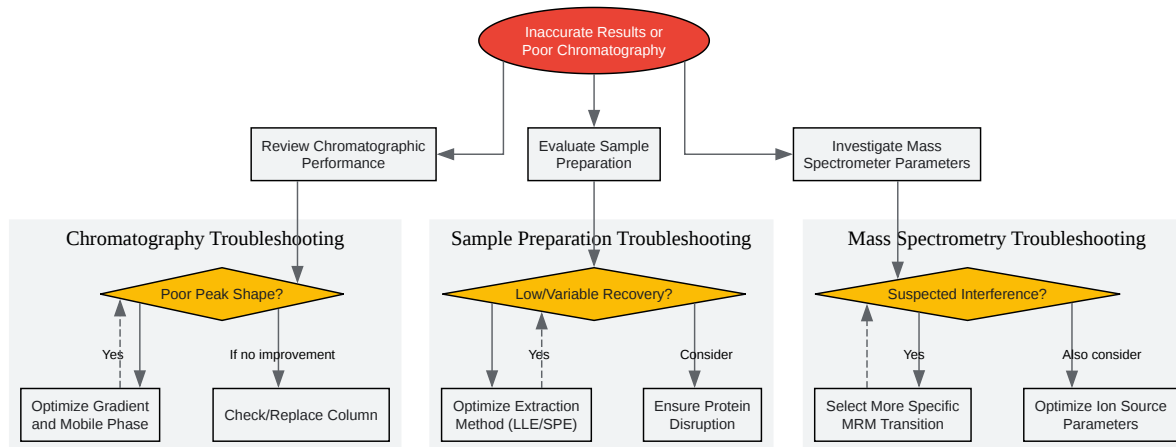 Inaccurate Results or
Poor Chromatography
Review Chromatographic
Performance
Evaluate Sample
Preparation
Investigate Mass
Spectrometer Parameters
Chromatography Troubleshooting
Sample Preparation Troubleshooting
Mass Spectrometry Troubleshooting
Poor Peak Shape?
Low/Variable Recovery?
Suspected Interference?
Yes
If no improvement
Yes
Consider
Yes
Also consider
Optimize Gradient
and Mobile Phase
Check/Replace Column
Optimize Extraction
Method (LLE/SPE)
Ensure Protein
Disruption
Select More Specific
MRM Transition
Optimize Ion Source
Parameters